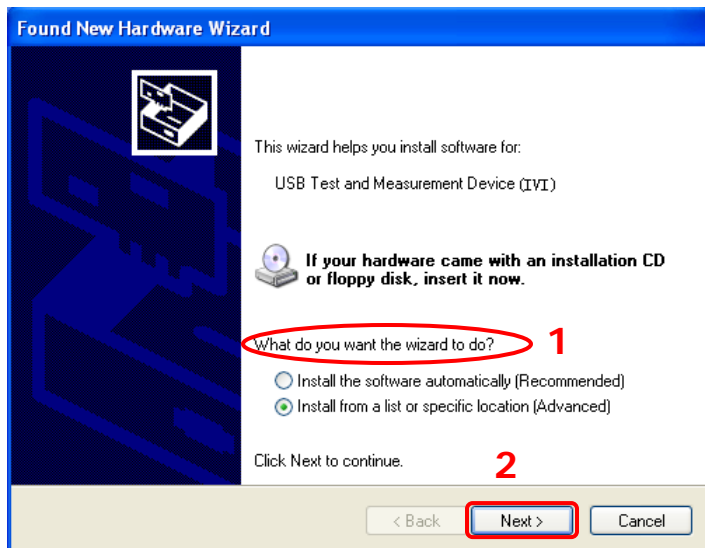 Found New Hardware Wizard
This wizard helps you install software for:
USB Test and Measurement Device (IVI)
If your hardware came with an installation CD
or floppy disk, insert it now.
What do you want the wizard to do? 1
Install the software automatically (Recommended)
Install from a list or specific location (Advanced)
Click Next to continue. 2
< Back Next > Cancel